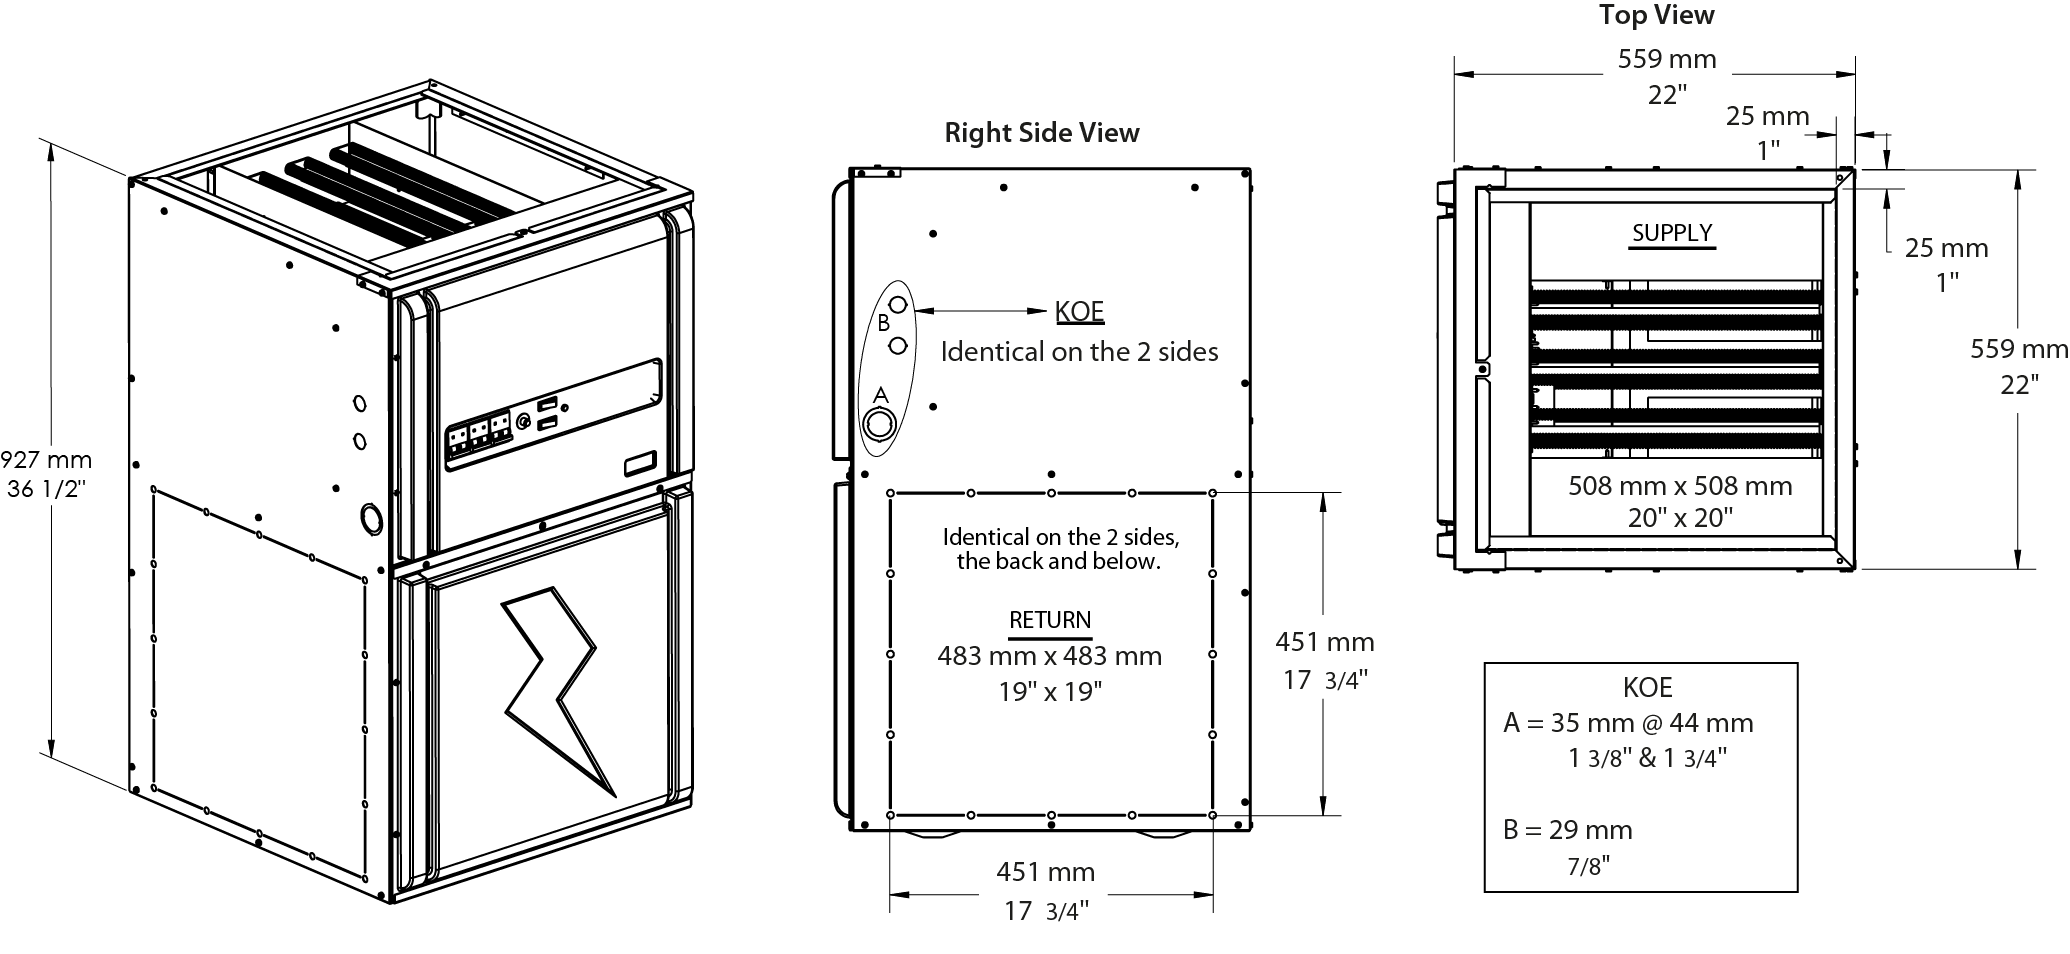 927 mm
36 1/2"
Right Side View
B
KOE
Identical on the 2 sides
A
Identical on the 2 sides,
the back and below.
RETURN
483 mm x 483 mm
19" x 19"
451 mm
17 3/4"
451 mm
17 3/4"
Top View
559 mm
22"
25 mm
1"
SUPPLY
25 mm
1"
559 mm
22"
508 mm x 508 mm
20" x 20"
KOE
A = 35 mm @ 44 mm
1 3/8" & 1 3/4"
B = 29 mm
7/8"